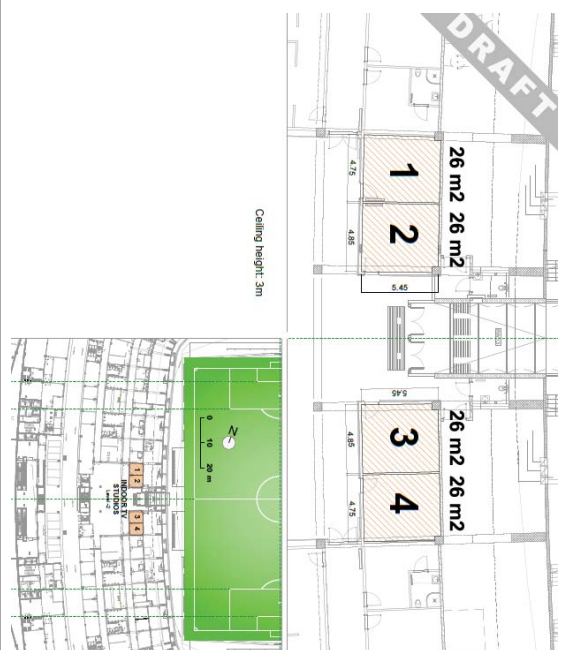 DRAFT
26 m2
26 m2
1
2
4.75
4.85
5.45
Ceiling height: 3m
5.45
26 m2
26 m2
3
4
4.85
4.75
N
0 10 20 m
1 2
3 4
INDOOR TV
STUDIOS
Level -2